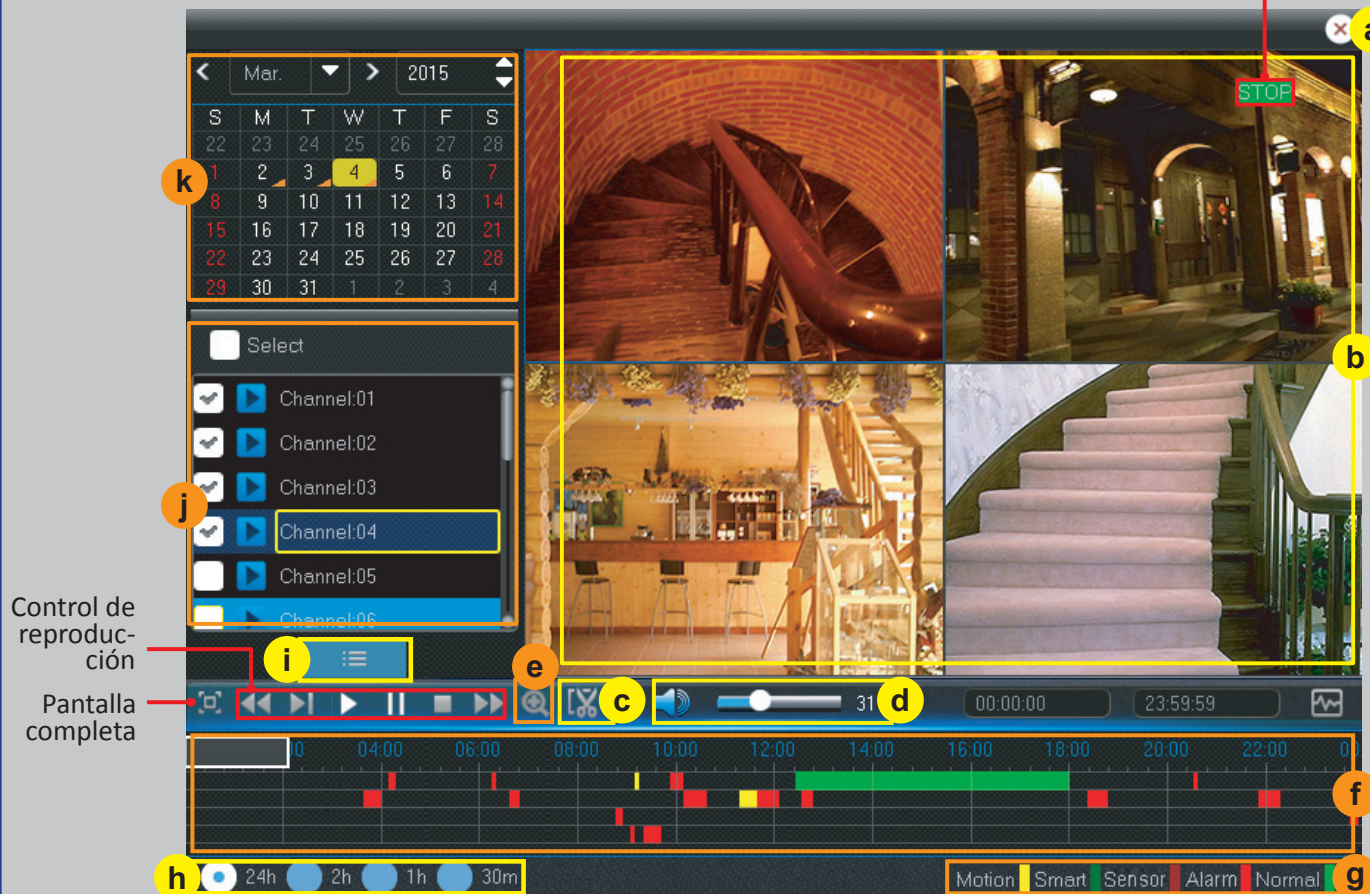 a
Mar. 2015
STOP
S M T W T F S
22 23 24 25 26 27 28
1 2 3 4 5 6 7
k
8 9 10 11 12 13 14
15 16 17 18 19 20 21
22 23 24 25 26 27 28
29 30 31 1 2 3 4
b
Select
Channel:01
Channel:02
Channel:03
j
Channel:04
Channel:05
Channel:06
Control de
reproduc-
ción
i
e
Pantalla
completa
c
31
d
00:00:00
23:59:59
04:00 06:00 08:00 10:00 12:00 14:00 16:00 18:00 20:00 22:00
f
h
24h 2h 1h 30m
Motion Smart Sensor Alarm Normal
g